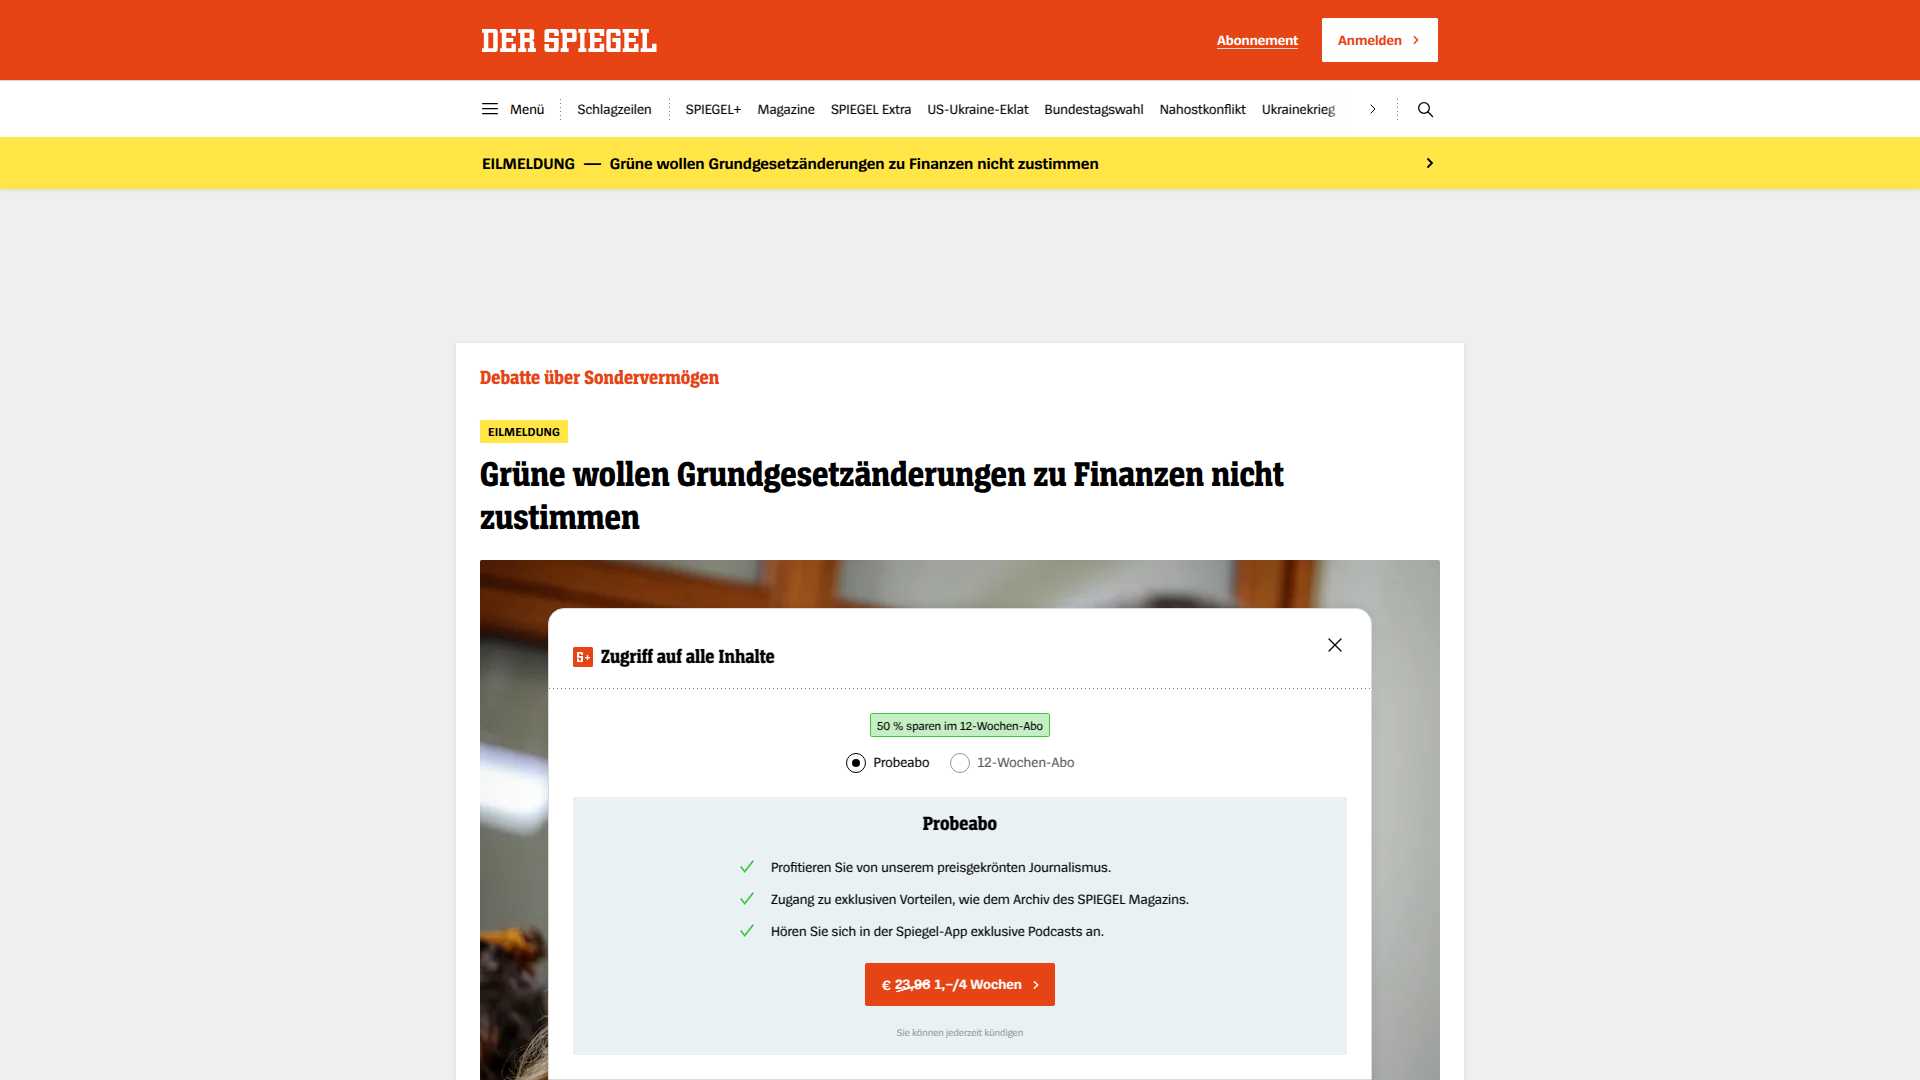 DER SPIEGEL
Abonnement
Anmelden
Menü
Schlagzeilen
SPIEGEL+ Magazine SPIEGEL Extra US-Ukraine-Eklat Bundestagswahl Nahostkonflikt Ukrainekrieg
EILMELDUNG — Grüne wollen Grundgesetzänderungen zu Finanzen nicht zustimmen
Debatte über Sondervermögen
EILMELDUNG
Grüne wollen Grundgesetzänderungen zu Finanzen nicht
zustimmen
S+ Zugriff auf alle Inhalte
50 % sparen im 12-Wochen-Abo
Probeabo 12-Wochen-Abo
Probeabo
Profitieren Sie von unserem preisgekrönten Journalismus.
Zugang zu exklusiven Vorteilen, wie dem Archiv des SPIEGEL Magazins.
Hören Sie sich in der Spiegel-App exklusive Podcasts an.
€ 23,96 1,–/4 Wochen
Sie können jederzeit kündigen